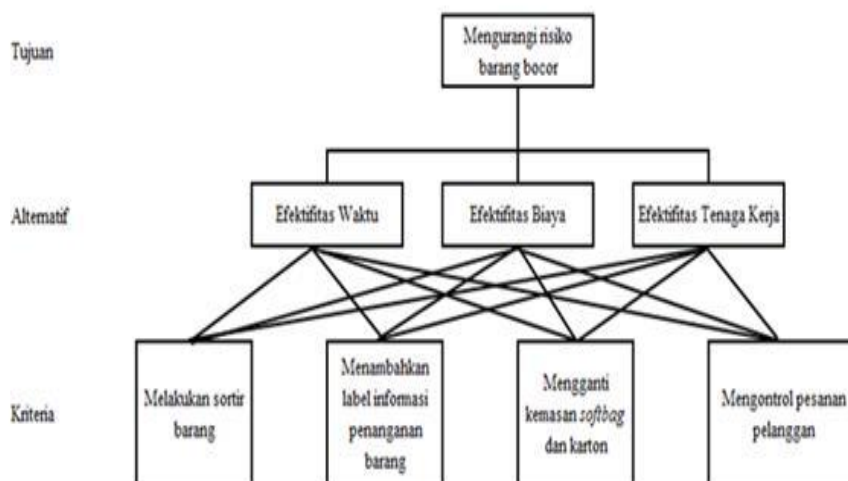 Tujuan
Mengurangi risiko
barang bocor
Alternatif
Efektifitas Waktu
Efektifitas Biaya
Efektifitas Tenaga Kerja
Kriteria
Melakukan sortir
barang
Menambahkan
label informasi
penanganan
barang
Mengganti
kemasan softbag
dan karton
Mengontrol pesanan
pelanggan